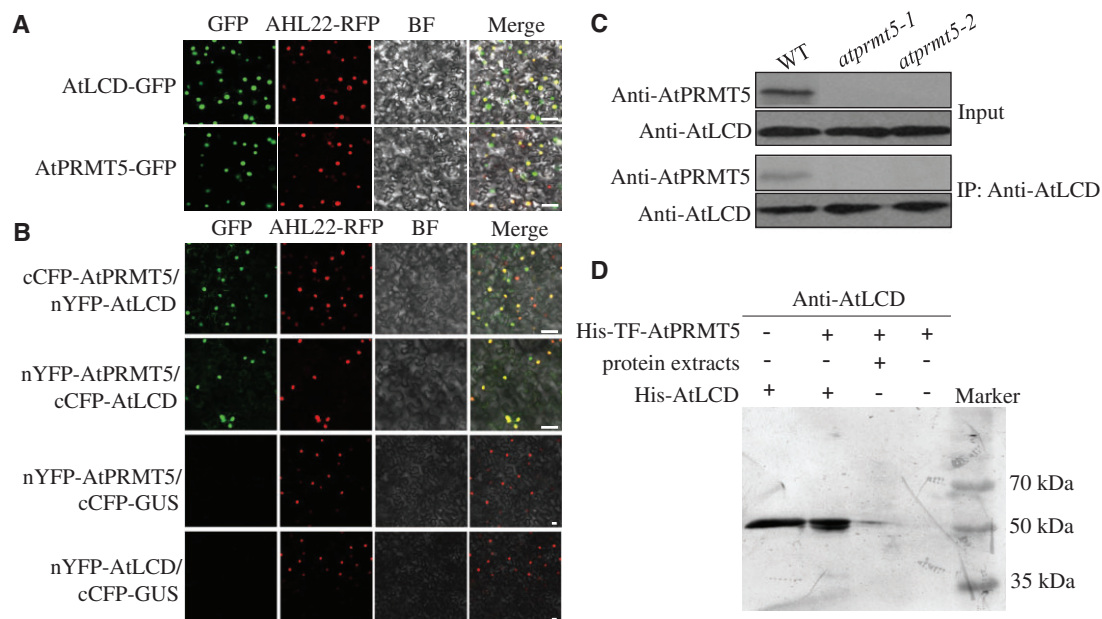 A
GFP AHL22-RFP BF Merge
AtLCD-GFP
AtPRMT5-GFP
B
GFP AHL22-RFP BF Merge
cCFP-AtPRMT5/
nYFP-AtLCD
nYFP-AtPRMT5/
cCFP-AtLCD
nYFP-AtPRMT5/
cCFP-GUS
nYFP-AtLCD/
cCFP-GUS
C
WT atprmt5-1 atprmt5-2
Anti-AtPRMT5
Anti-AtLCD
Input
Anti-AtPRMT5
Anti-AtLCD
IP: Anti-AtLCD
D
Anti-AtLCD
His-TF-AtPRMT5 - + + +
protein extracts - - + -
His-AtLCD + + - -
Marker
70 kDa
50 kDa
35 kDa